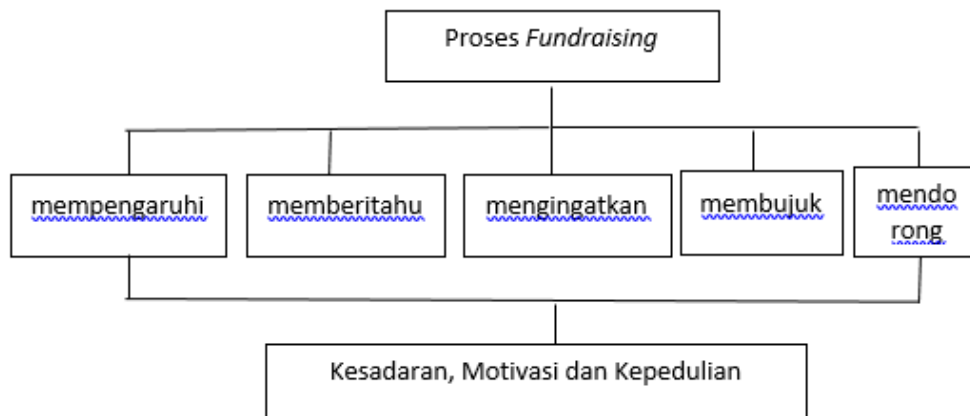 Proses Fundraising
mempengaruhi
memberitahu
mengingatkan
membujuk
mendo
rong
Kesadaran, Motivasi dan Kepedulian